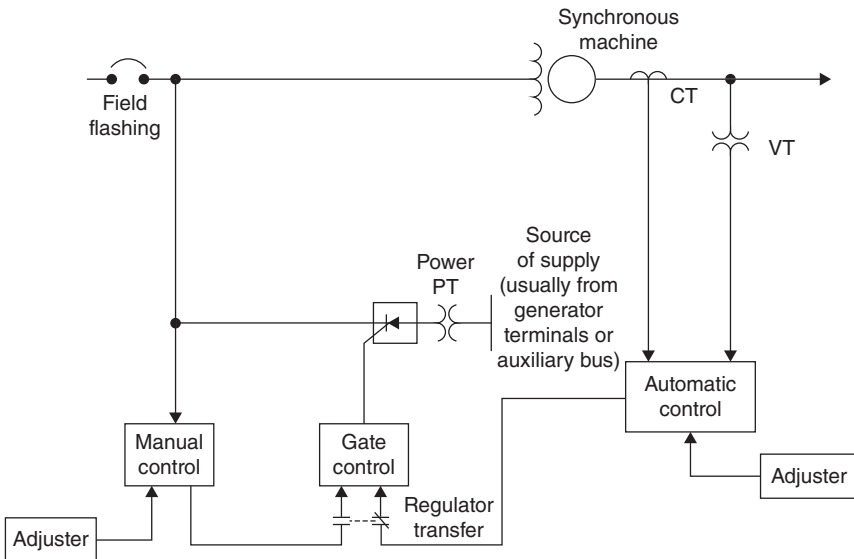 Synchronous
machine
Field
flashing
CT
VT
Power
PT
Source
of supply
(usually from
generator
terminals or
auxiliary bus)
Automatic
control
Manual
control
Gate
control
Adjuster
Regulator
transfer
Adjuster